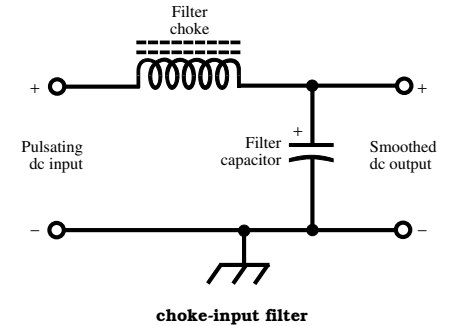 Filter
choke
+
+
Pulsating
dc input
+
Filter
capacitor
Smoothed
dc output
–
–
choke-input filter